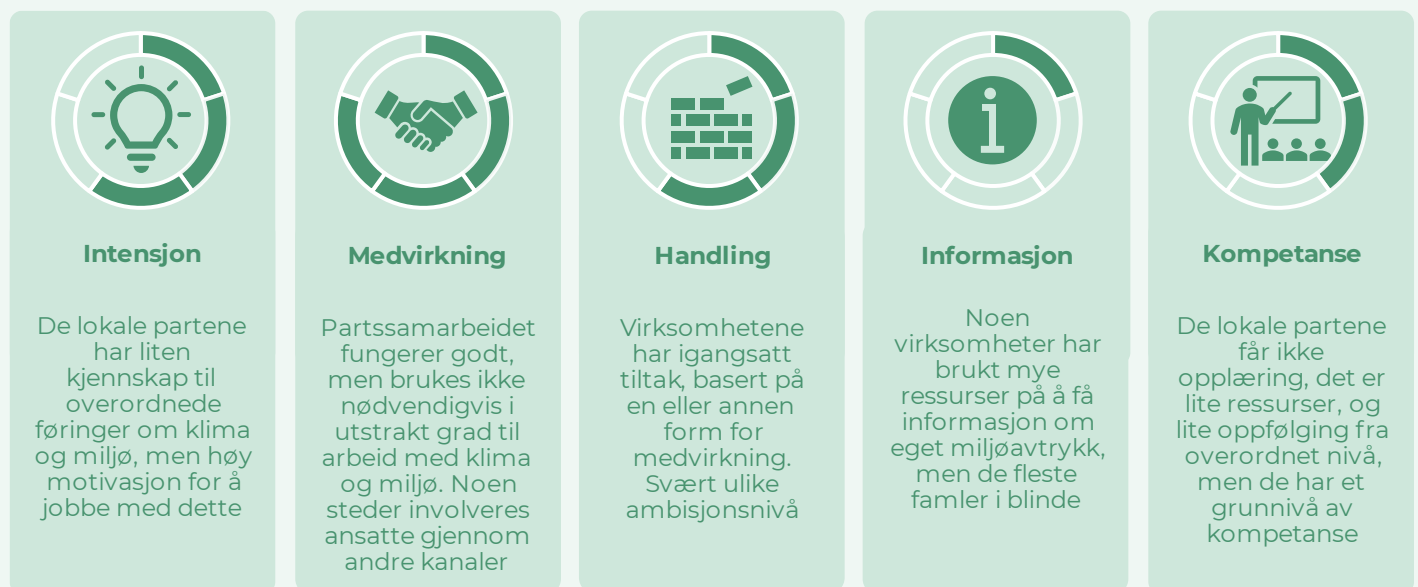 Intensjon
De lokale partene
har liten
kjennskap til
overordnede
føringer om klima
og miljø, men høy
motivasjon for å
jobbe med dette
Medvirkning
Partssamarbeidet
fungerer godt,
men brukes ikke
nødvendigvis i
utstrakt grad til
arbeid med klima
og miljø. Noen
steder involveres
ansatte gjennom
andre kanaler
Handling
Virksomhetene
har igangsatt
tiltak, basert på
en eller annen
form for
medvirkning.
Svært ulike
ambisjonsnivå
Informasjon
Noen
virksomheter har
brukt mye
ressurser på å få
informasjon om
eget miljøavtrykk,
men de fleste
famler i blinde
Kompetanse
De lokale partene
får ikke
opplæring, det er
lite ressurser, og
lite oppfølging fra
overordnet nivå,
men de har et
grunnivå av
kompetanse